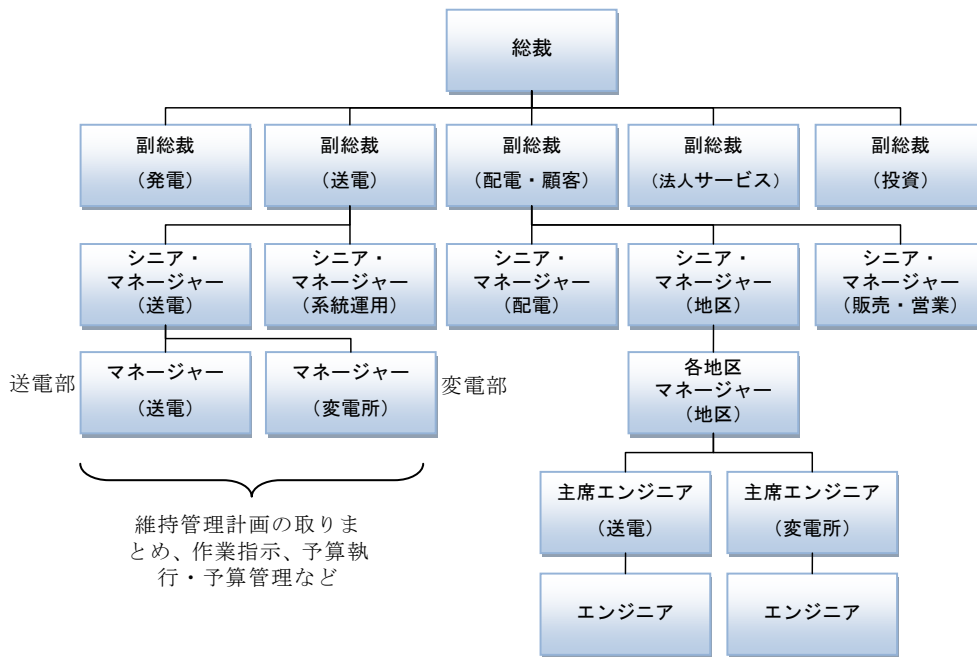 総裁
副総裁
（発電）
副総裁
（送電）
副総裁
（配電・顧客）
副総裁
（法人サービス）
副総裁
（投資）
シニア・
マネージャー
（送電）
シニア・
マネージャー
（系統運用）
シニア・
マネージャー
（配電）
シニア・
マネージャー
（地区）
シニア・
マネージャー
（販売・営業）
送電部
マネージャー
（送電）
マネージャー
（変電所）
変電部
各地区
マネージャー
（地区）
主席エンジニア
（送電）
主席エンジニア
（変電所）
維持管理計画の取りま
とめ、作業指示、予算執
行・予算管理など
エンジニア
エンジニア